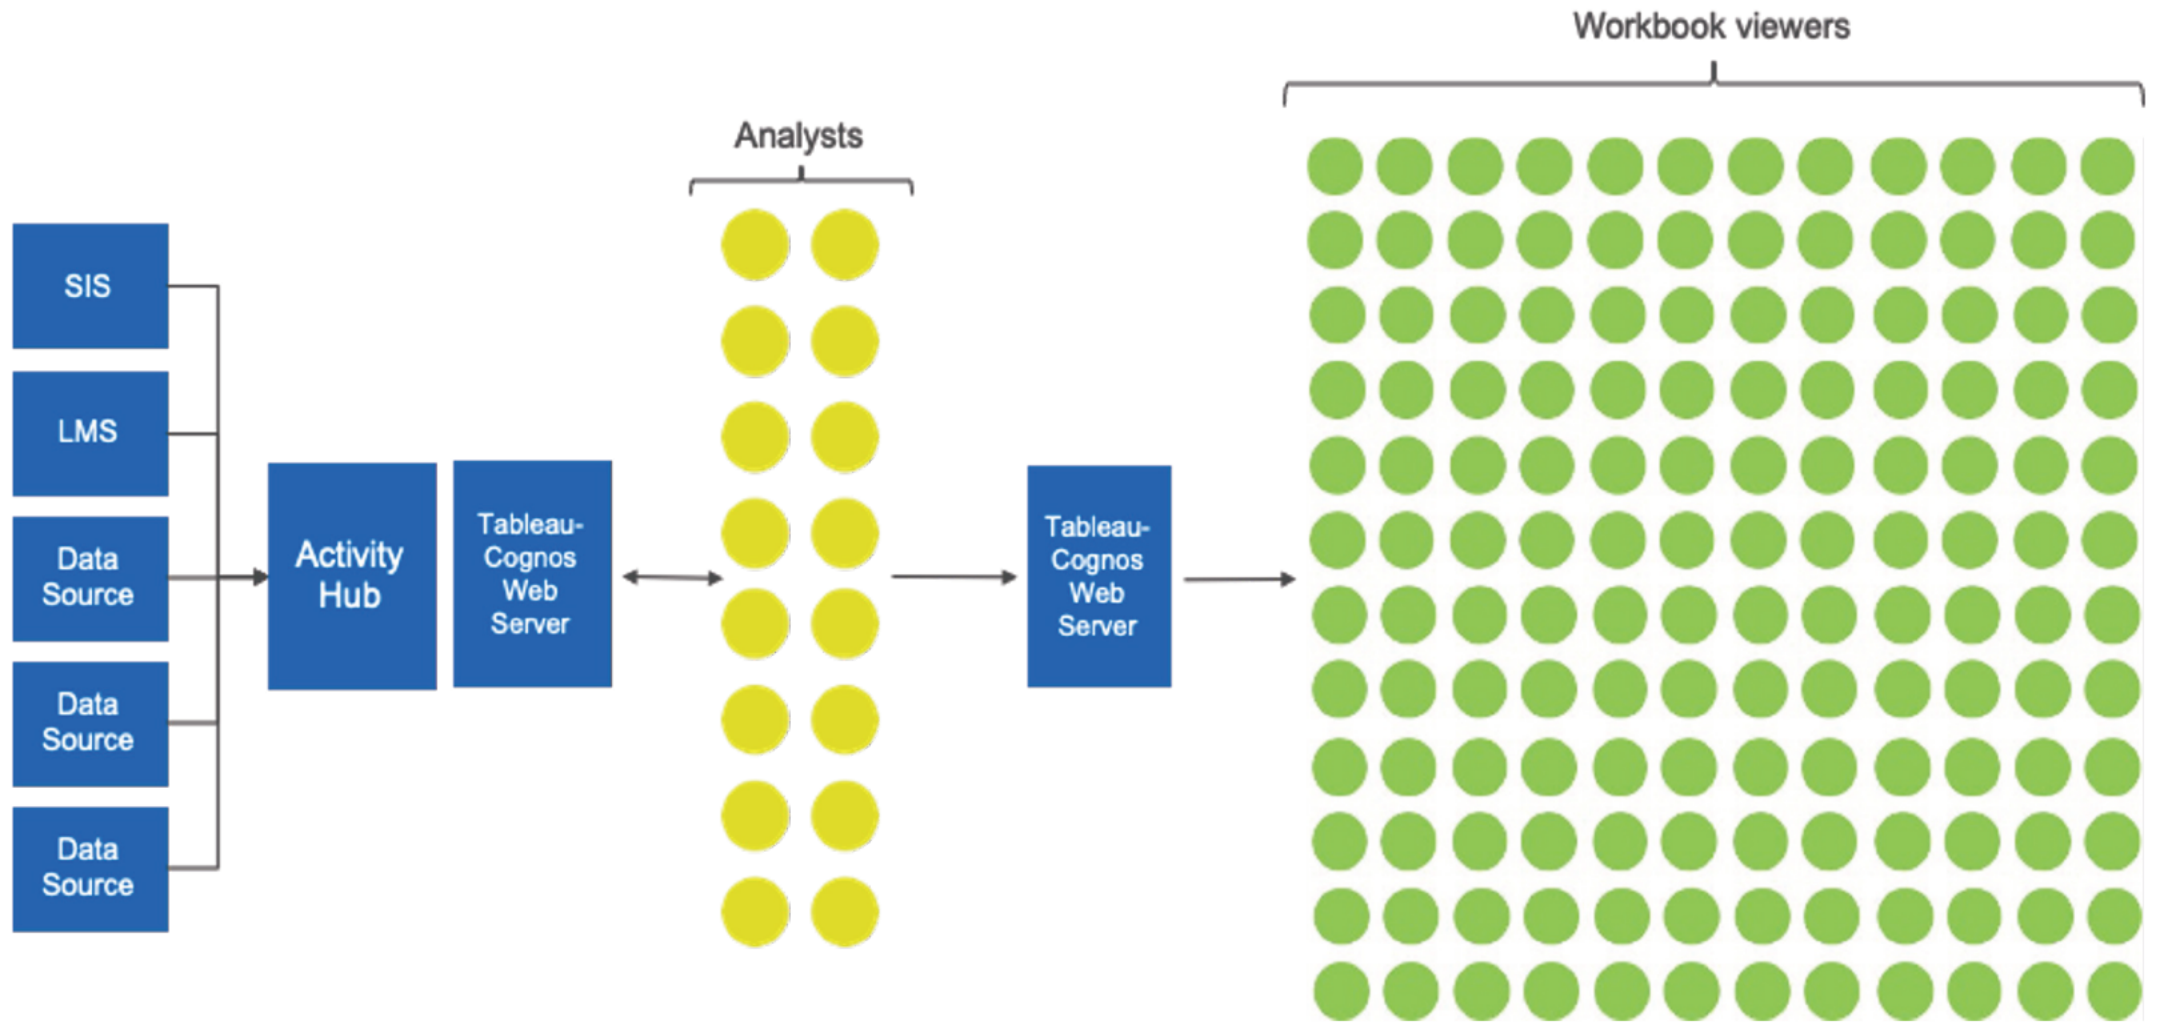 Workbook viewers
Analysts
SIS
LMS
Data
Source
Data
Source
Data
Source
Activity
Hub
Tableau-
Cognos
Web
Server
Tableau-
Cognos
Web
Server